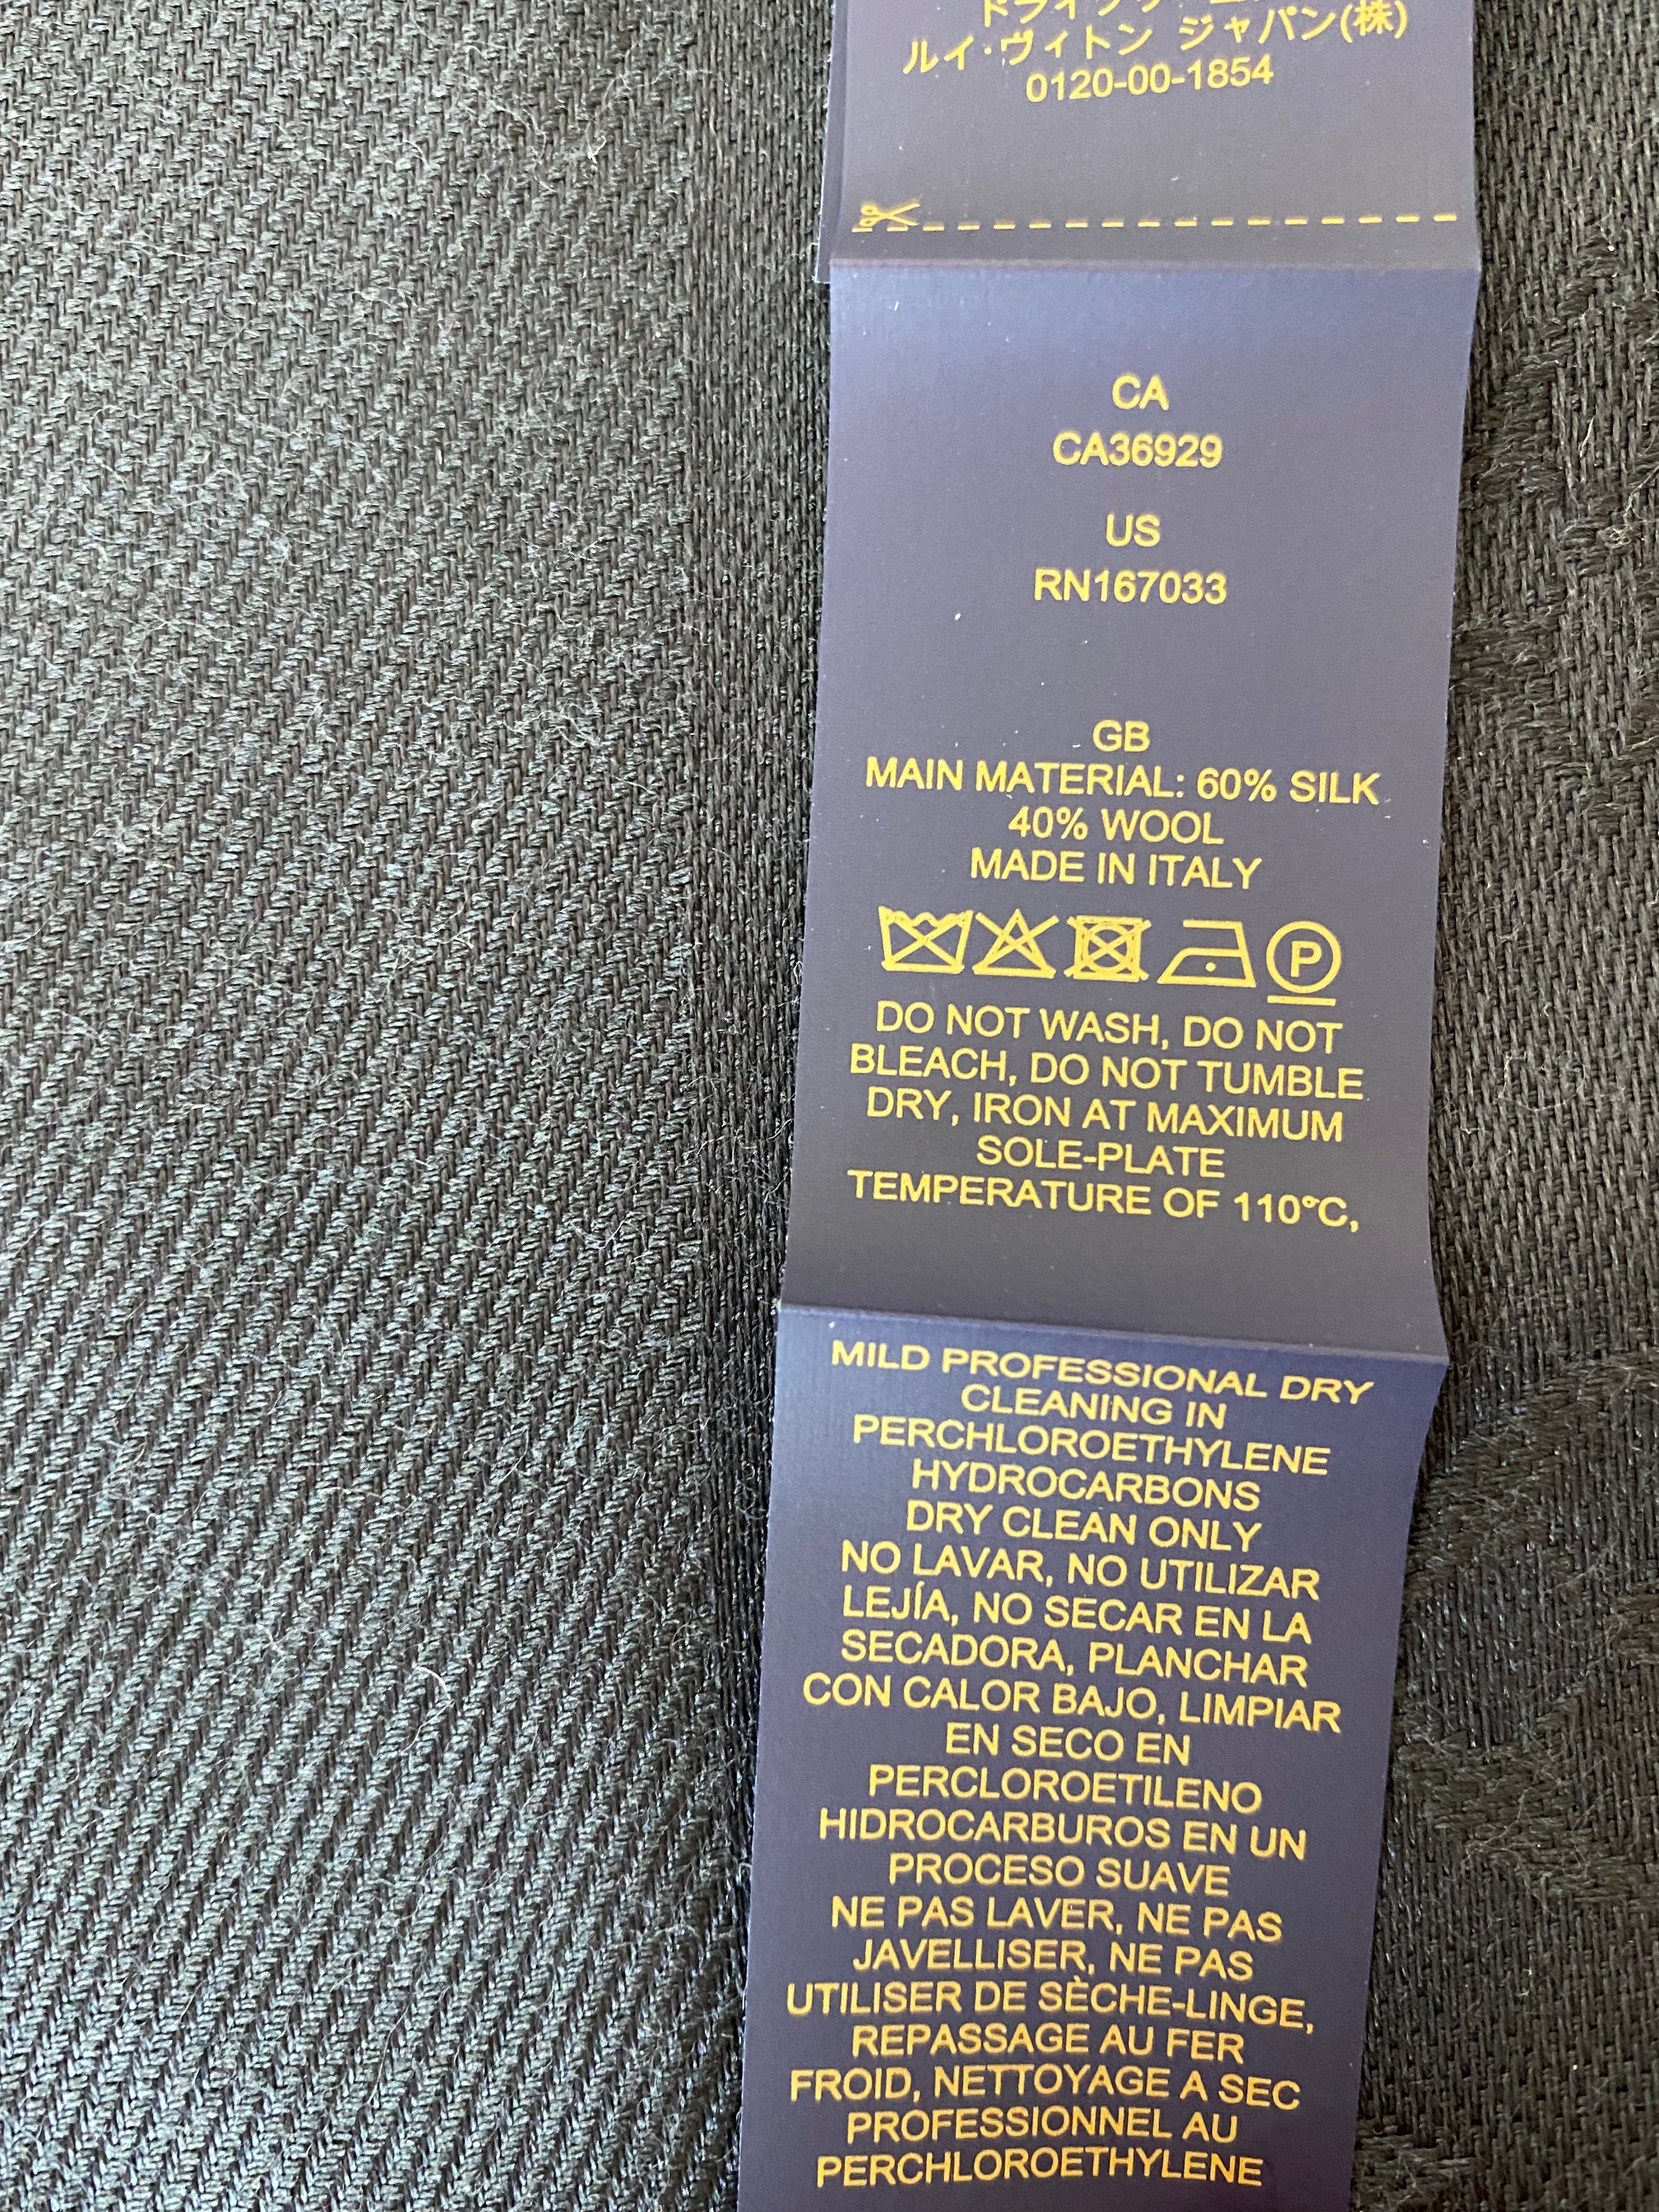 ルイ・ヴィトン ジャパン(株)
0120-00-1854
CA
CA36929
US
RN167033
GB
MAIN MATERIAL: 60% SILK
40% WOOL
MADE IN ITALY
P
DO NOT WASH, DO NOT
BLEACH, DO NOT TUMBLE
DRY, IRON AT MAXIMUM
SOLE-PLATE
TEMPERATURE OF 110°C,
MILD PROFESSIONAL DRY
CLEANING IN
PERCHLOROETHYLENE
HYDROCARBONS
DRY CLEAN ONLY
NO LAVAR, NO UTILIZAR
LEJÍA, NO SECAR EN LA
SECADORA, PLANCHAR
CON CALOR BAJO, LIMPIAR
EN SECO EN
PERCLOROETILENO
HIDROCARBUROS EN UN
PROCESO SUAVE
NE PAS LAVER, NE PAS
JAVELLISER, NE PAS
UTILISER DE SÈCHE-LINGE,
REPASSAGE AU FER
FROID, NETTOYAGE A SEC
PROFESSIONNEL AU
PERCHLOROETHYLENE